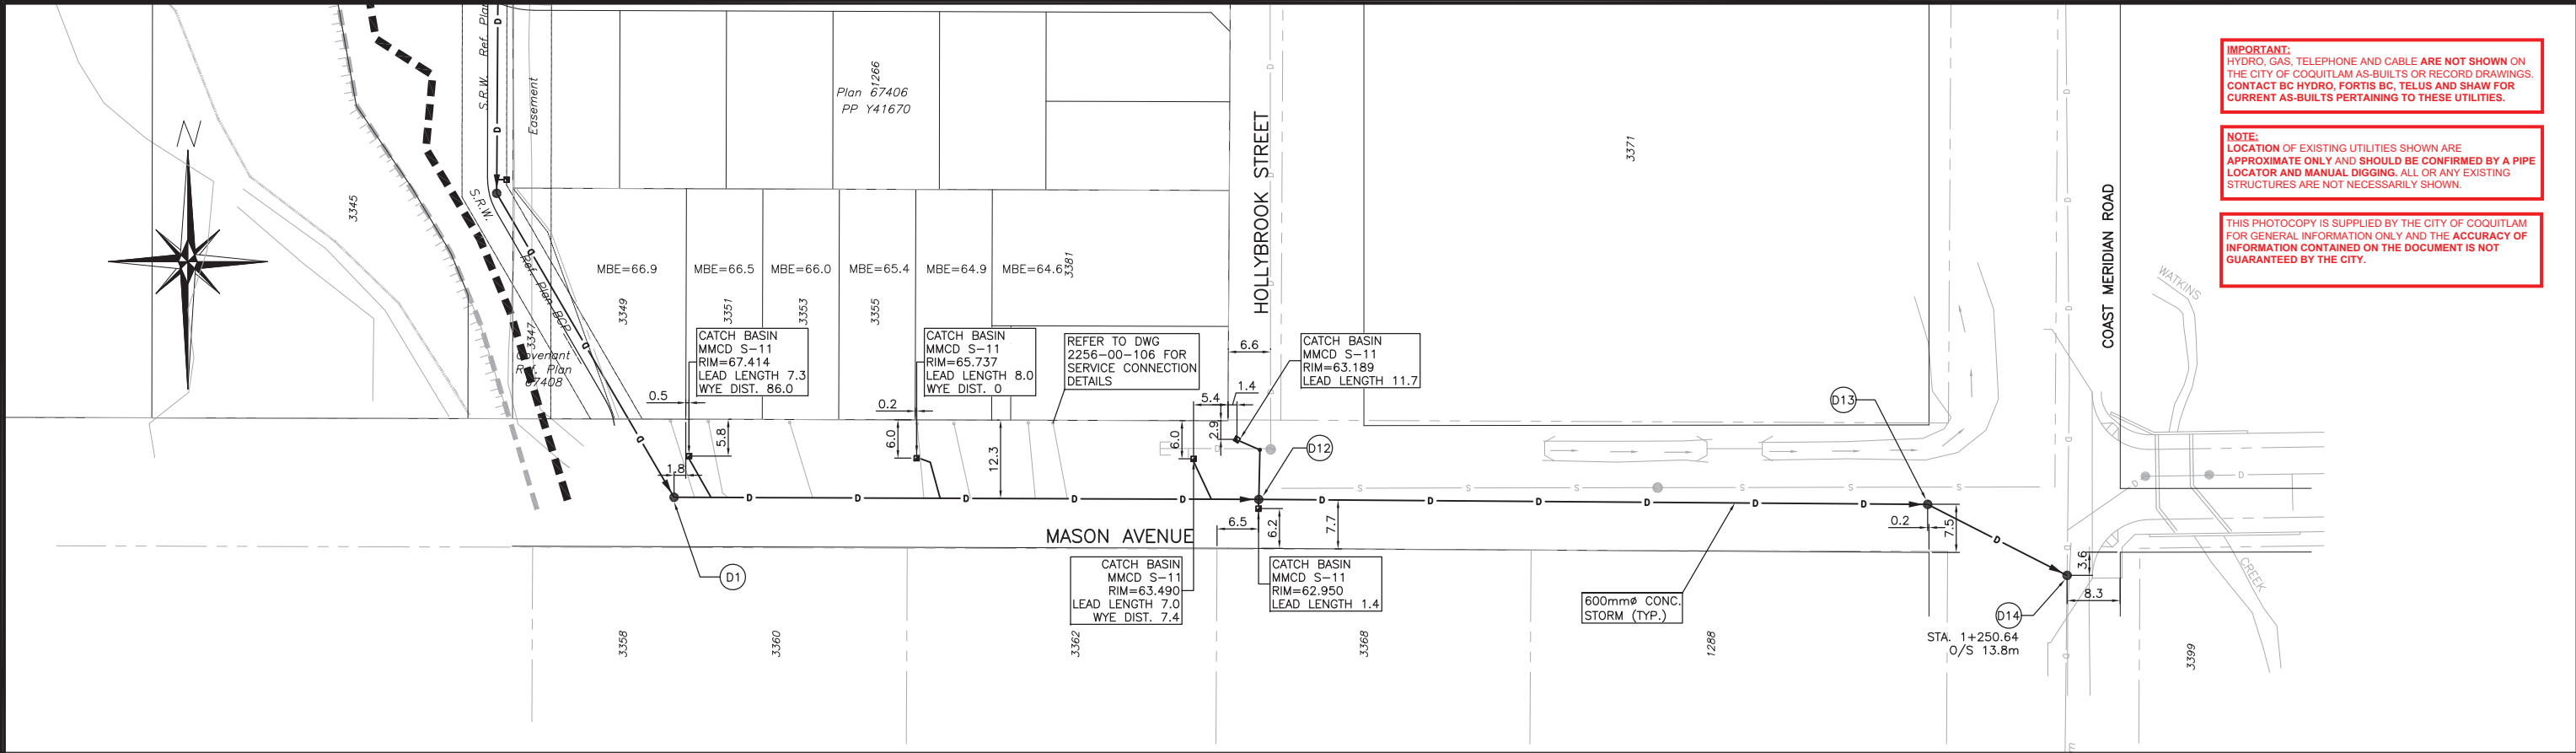 IMPORTANT:
HYDRO, GAS, TELEPHONE AND CABLE ARE NOT SHOWN ON
THE CITY OF COQUITLAM AS-BUILTS OR RECORD DRAWINGS.
CONTACT BC HYDRO, FORTIS BC, TELUS AND SHAW FOR
CURRENT AS-BUILTS PERTAINING TO THESE UTILITIES.
NOTE:
LOCATION OF EXISTING UTILITIES SHOWN ARE
APPROXIMATE ONLY AND SHOULD BE CONFIRMED BY A PIPE
LOCATOR AND MANUAL DIGGING. ALL OR ANY EXISTING
STRUCTURES ARE NOT NECESSARILY SHOWN.
THIS PHOTOCOPY IS SUPPLIED BY THE CITY OF COQUITLAM
FOR GENERAL INFORMATION ONLY AND THE ACCURACY OF
INFORMATION CONTAINED ON THE DOCUMENT IS NOT
GUARANTEED BY THE CITY.
N
3345
S.R.W. Ref. Plan
Easement
S.R.W.
Ref. Plan BCP
3347
Covenant
Ref. Plan
67408
1266
Plan 67406
PP Y41670
MBE=66.9
MBE=66.5
MBE=66.0
MBE=65.4
MBE=64.9
MBE=64.6
3349
3351
3353
3355
3381
3371
HOLLYBROOK STREET
COAST MERIDIAN ROAD
WATKINS
CREEK
CATCH BASIN
MMCD S-11
RIM=67.414
LEAD LENGTH 7.3
WYE DIST. 86.0
CATCH BASIN
MMCD S-11
RIM=65.737
LEAD LENGTH 8.0
WYE DIST. 0
REFER TO DWG
2256-00-106 FOR
SERVICE CONNECTION
DETAILS
CATCH BASIN
MMCD S-11
RIM=63.189
LEAD LENGTH 11.7
6.6
1.4
5.4
2.9
0.5
5.8
1.8
0.2
6.0
12.3
6.0
D12
D13
6.5
6.2
7.7
0.2
7.5
3.6
8.3
MASON AVENUE
D1
CATCH BASIN
MMCD S-11
RIM=63.490
LEAD LENGTH 7.0
WYE DIST. 7.4
CATCH BASIN
MMCD S-11
RIM=62.950
LEAD LENGTH 1.4
600mmø CONC.
STORM (TYP.)
D14
STA. 1+250.64
O/S 13.8m
3358
3360
3362
3368
1288
3399